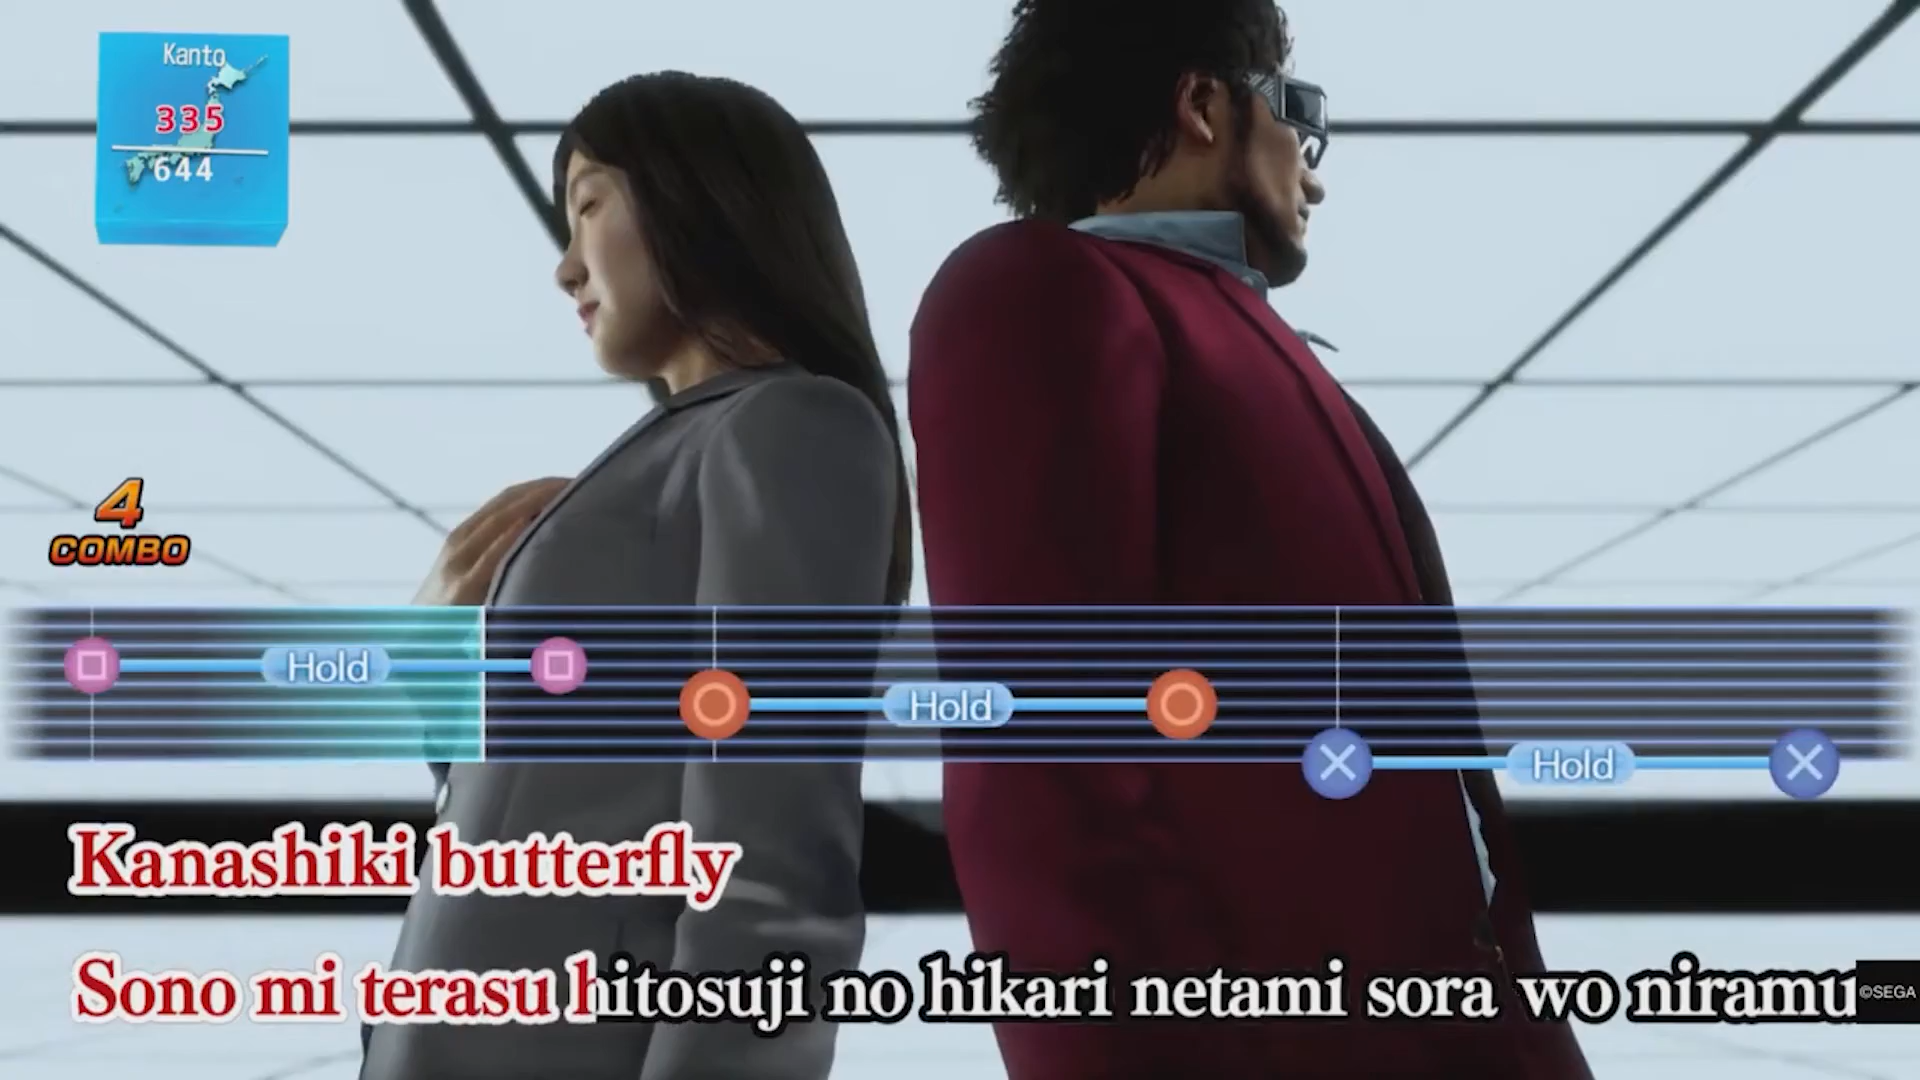 Kanto
335
644
4
COMBO
Hold
Hold
Hold
Kanashiki butterfly
Sono mi terasu hitosuji no hikari netami sora wo niramu
©SEGA